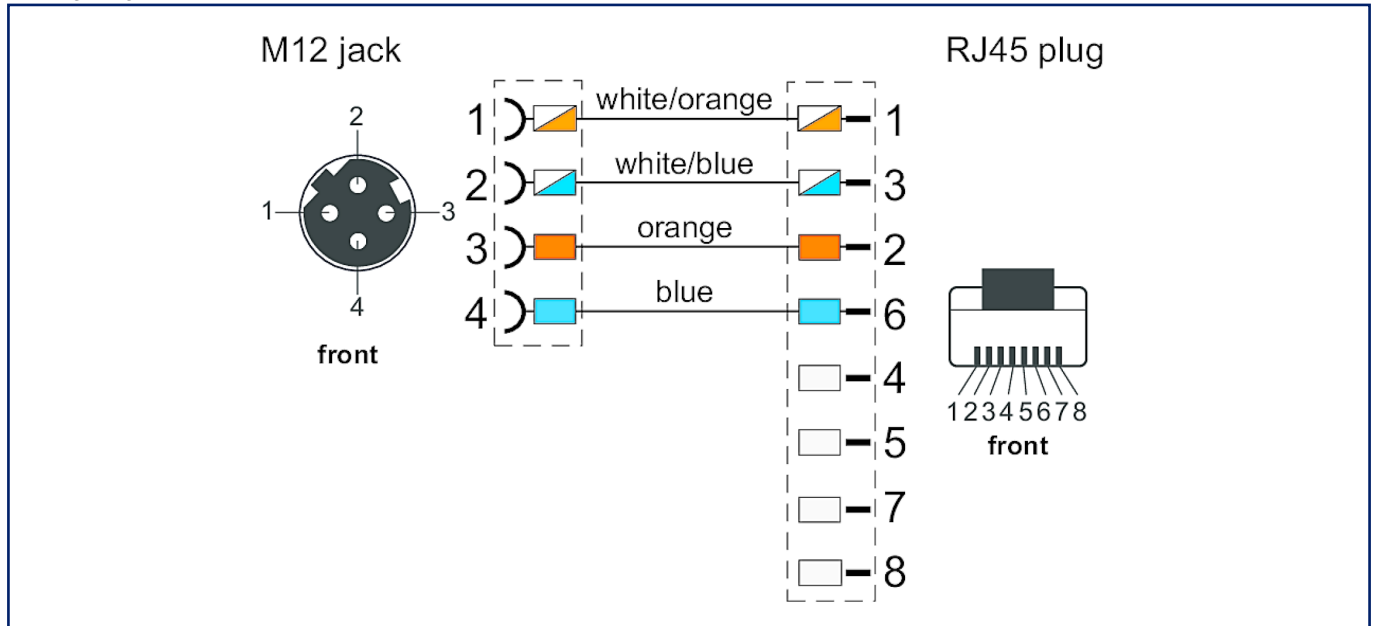 M12 jack
RJ45 plug
2
1
3
4
front
1 white/orange 1
2 white/blue 3
3 orange 2
4 blue 6
4
5
7
8
12345678
front